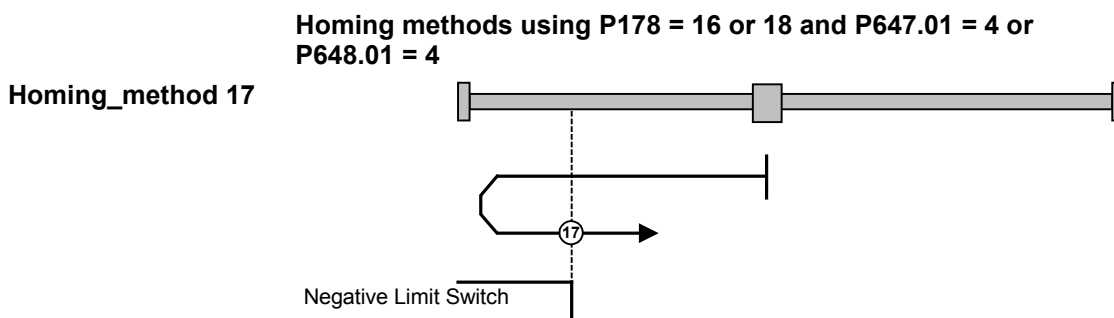 Homing methods using P178 = 16 or 18 and P647.01 = 4 or
P648.01 = 4
Homing_method 17
17
Negative Limit Switch